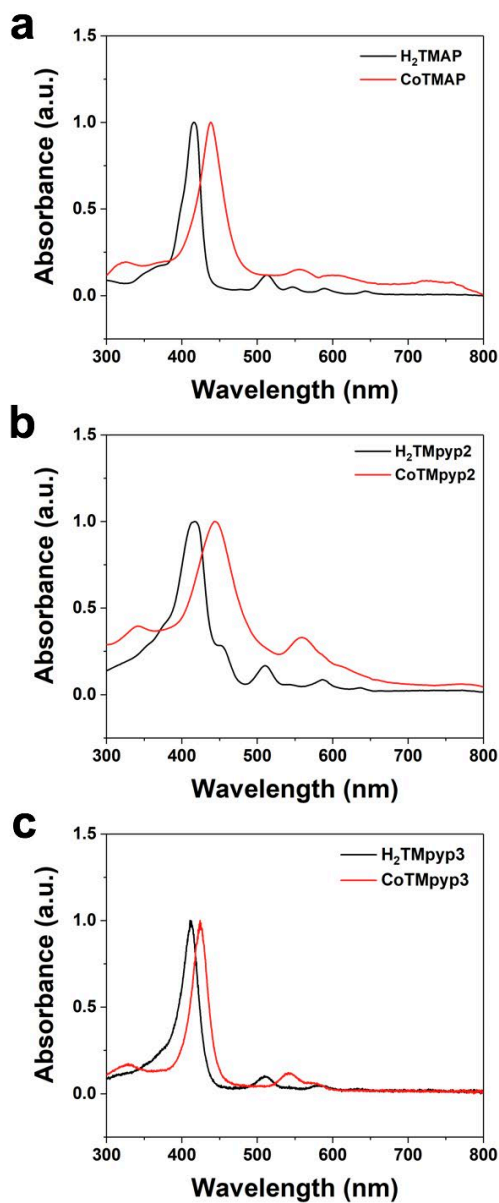 a
H₂TMAP
CoTMAP
Absorbance (a.u.)
1.5
1.0
0.5
0.0
300 400 500 600 700 800
Wavelength (nm)
b
H₂TMpyp2
CoTMpyp2
Absorbance (a.u.)
1.5
1.0
0.5
0.0
300 400 500 600 700 800
Wavelength (nm)
c
H₂TMpyp3
CoTMpyp3
Absorbance (a.u.)
1.5
1.0
0.5
0.0
300 400 500 600 700 800
Wavelength (nm)